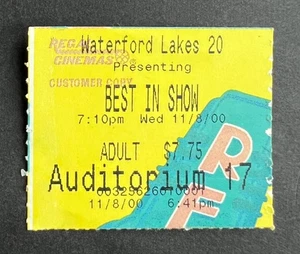 Waterford Lakes 20
REGAL
CINEMAS
Presenting
CUSTOMER COPY
BEST IN SHOW
7:10pm Wed 11/8/00
ADULT $7.75
Auditorium 17
11/8/00 6:41pm